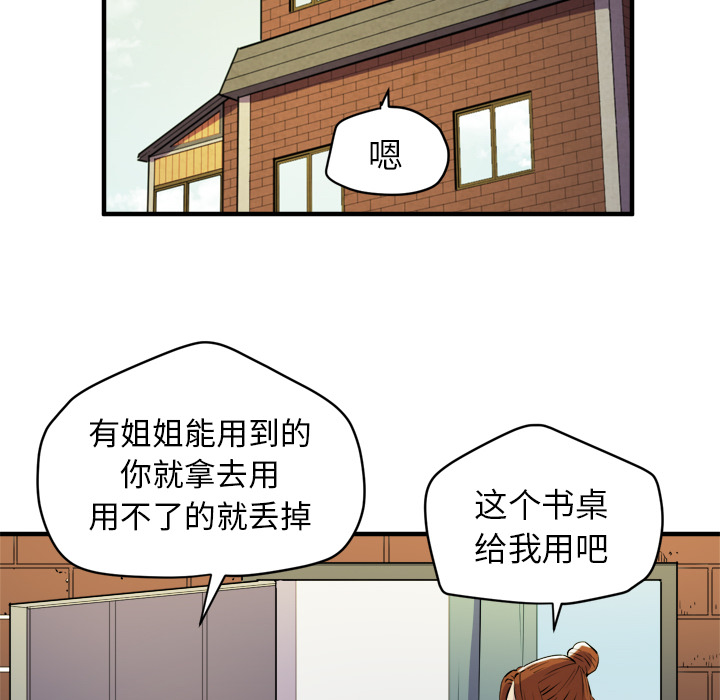 嗯
有姐姐能用到的
你就拿去用
用不了的就丢掉
这个书桌
给我用吧